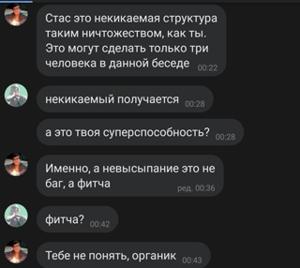 Стас это некикаемая структура
таким ничтожеством, как ты.
Это могут сделать только три
человека в данной беседе
00:22
некикаемый получается 00:28
а это твоя суперспособность? 00:28
Именно, а невысыпание это не
баг, а фитча
ред. 00:36
фитча? 00:42
Тебе не понять, органик 00:43